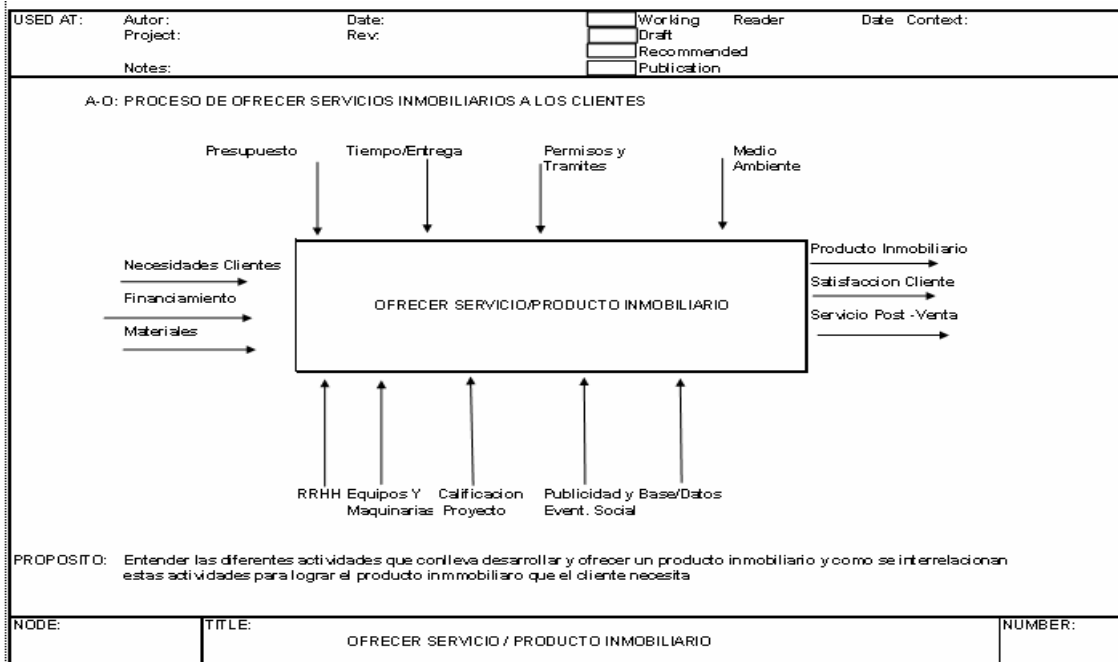 USED AT: Autor: Date: Working Reader Date Context:
Project: Rev: Draft
Recommended
Notes: Publication
A-O: PROCESO DE OFRECER SERVICIOS INMOBILIARIOS A LOS CLIENTES
Presupuesto Tiempo/Entrega Permisos y Medio
Tramites Ambiente
Necesidades Clientes
Financiamiento
Materiales
OFRECER SERVICIO/PRODUCTO INMOBILIARIO
Producto Inmobiliario
Satisfaccion Cliente
Servicio Post -Venta
RRHH Equipos Y Calificacion Publicidad y Base/Datos
Maquinarias Proyecto Event. Social
PROPOSITO: Entender las diferentes actividades que conlleva desarrollar y ofrecer un producto inmobiliario y como se interrelacionan
estas actividades para lograr el producto inmmobiliaro que el cliente necesita
NODE: TITLE: NUMBER:
OFRECER SERVICIO / PRODUCTO INMOBILIARIO